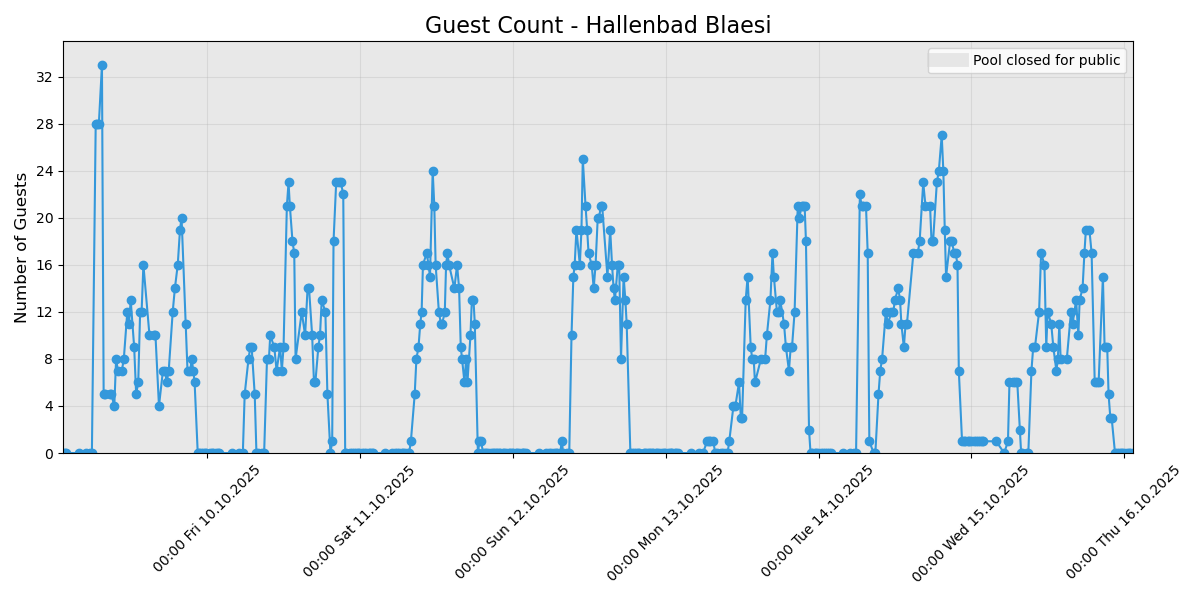 Guest Count - Hallenbad Blaesi
Pool closed for public
Number of Guests
32
28
24
20
16
12
8
4
0
00:00 Fri 10.10.2025
00:00 Sat 11.10.2025
00:00 Sun 12.10.2025
00:00 Mon 13.10.2025
00:00 Tue 14.10.2025
00:00 Wed 15.10.2025
00:00 Thu 16.10.2025